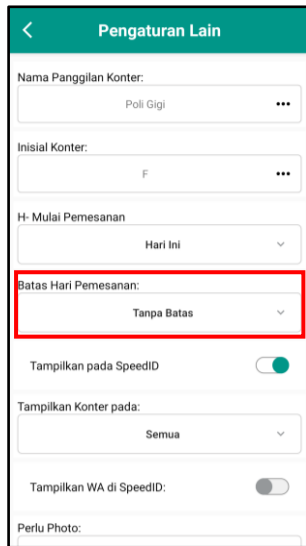 Pengaturan Lain
Nama Panggilan Konter:
Poli Gigi
Inisial Konter:
F
H- Mulai Pemesanan
Hari Ini
Batas Hari Pemesanan:
Tanpa Batas
Tampilkan pada SpeedID
Tampilkan Konter pada:
Semua
Tampilkan WA di SpeedID:
Perlu Photo: